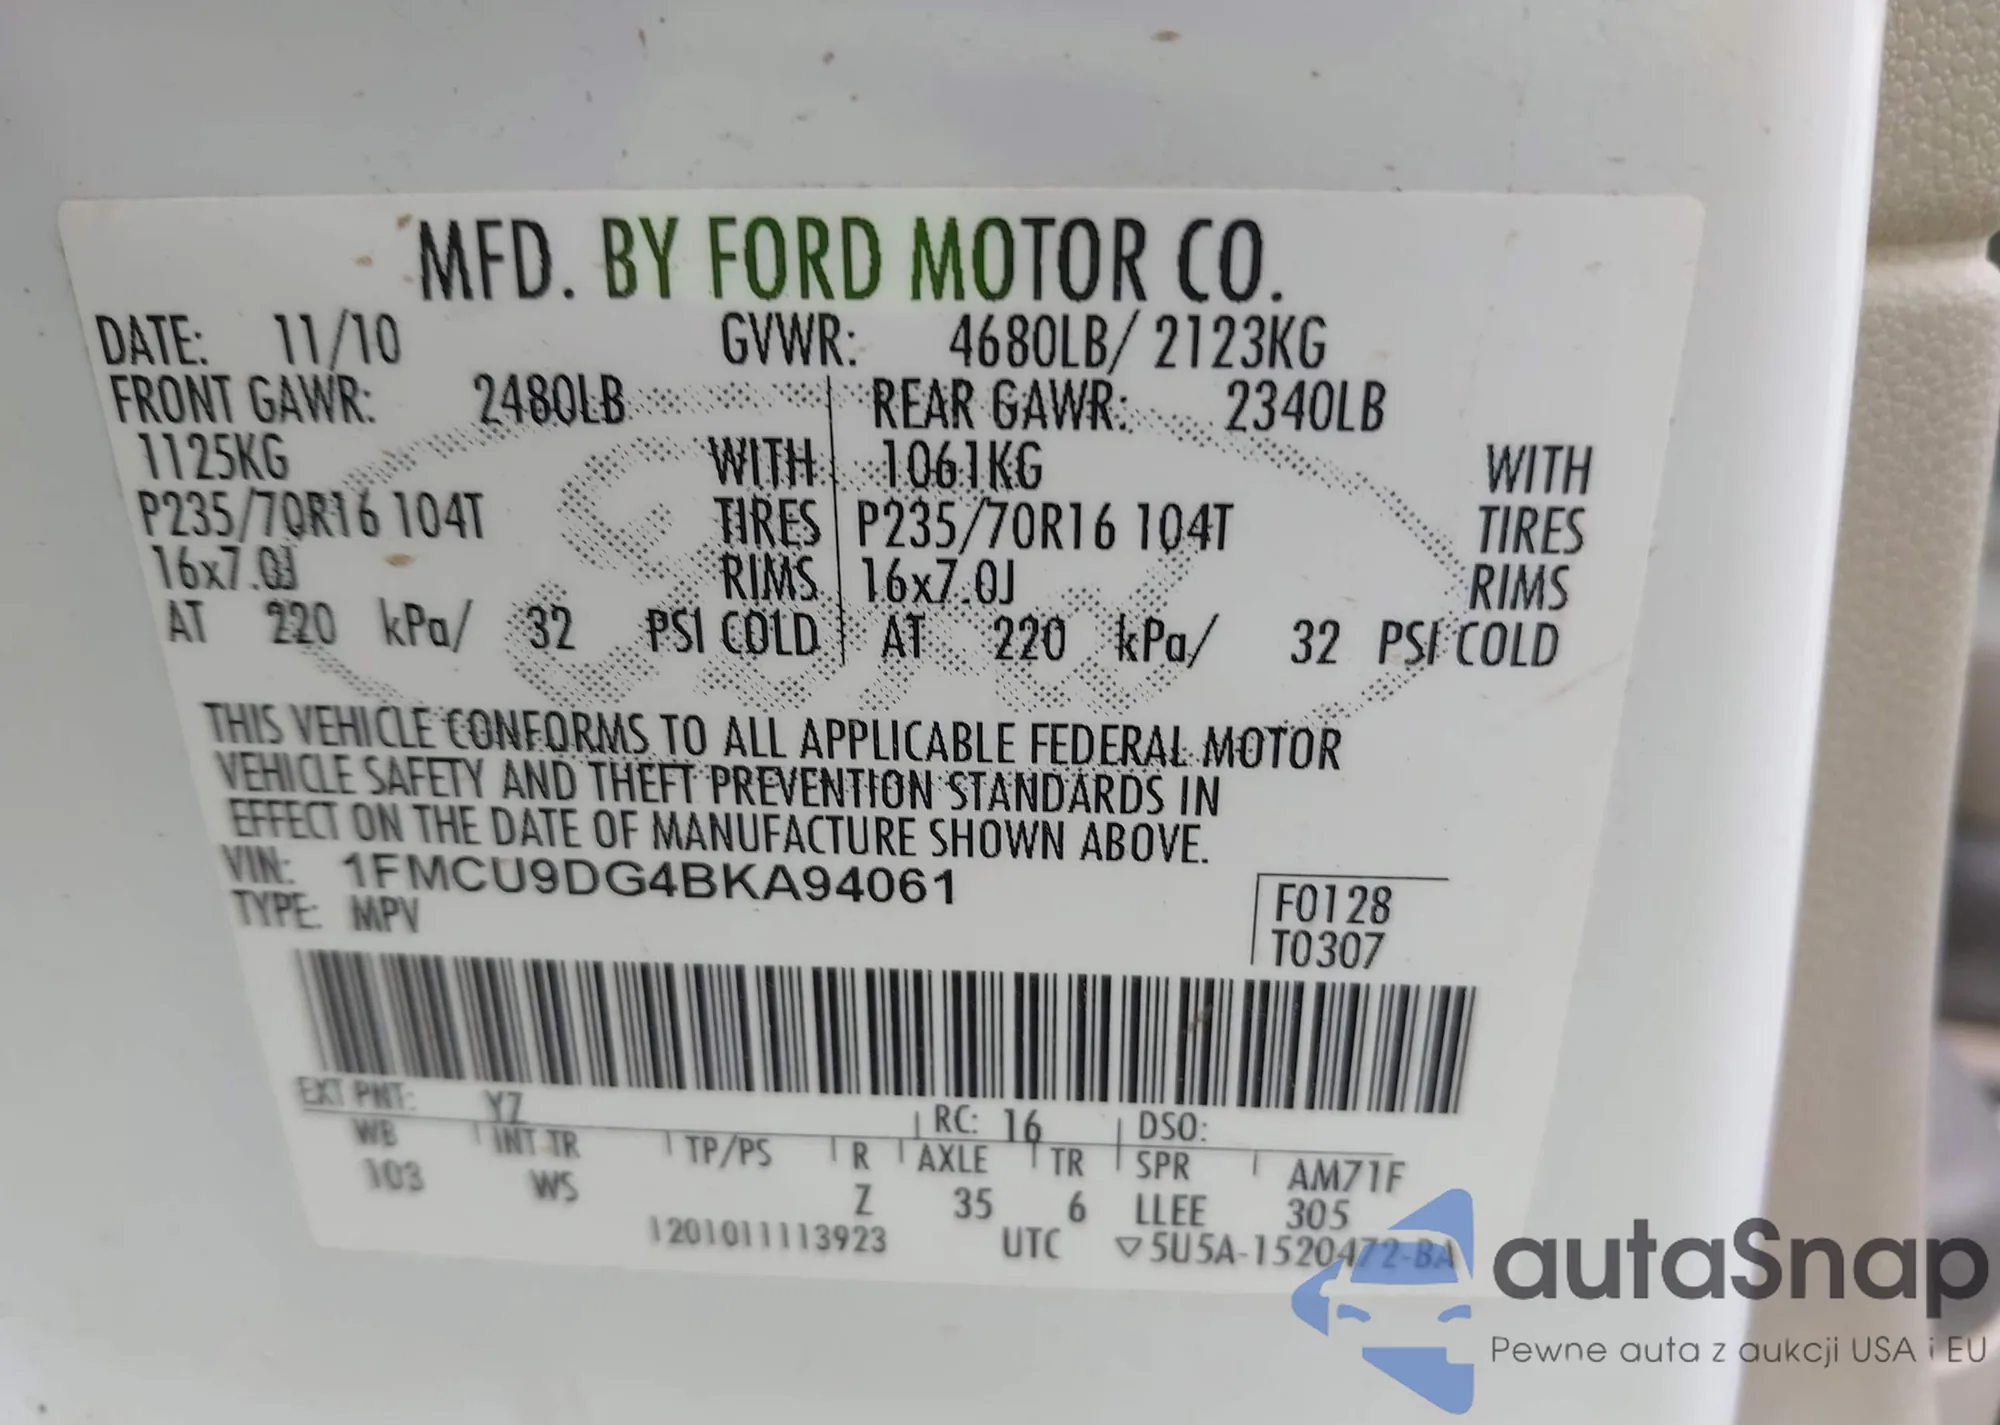 MFD. BY FORD MOTOR CO.
DATE: 11/10 GVWR: 4680LB/ 2123KG
FRONT GAWR: 2480LB REAR GAWR: 2340LB
1125KG WITH 1061KG WITH
P235/70R16 104T TIRES P235/70R16 104T TIRES
16x7.0J RIMS 16x7.0J RIMS
AT 220 kPa/ 32 PSI COLD AT 220 kPa/ 32 PSI COLD
THIS VEHICLE CONFORMS TO ALL APPLICABLE FEDERAL MOTOR
VEHICLE SAFETY AND THEFT PREVENTION STANDARDS IN
EFFECT ON THE DATE OF MANUFACTURE SHOWN ABOVE.
VIN: 1FMCU9DG4BKA94061
TYPE: MPV
F0128
T0307
EXT PNT: YZ RC: 16 DSO:
WB INT TR TP/PS R AXLE TR SPR AM71F
103 WS Z 35 6 LLEE 305
1201011113923 UTC ▽5U5A-1520472-BA
autaSnap
Pewne auta z aukcji USA i EU